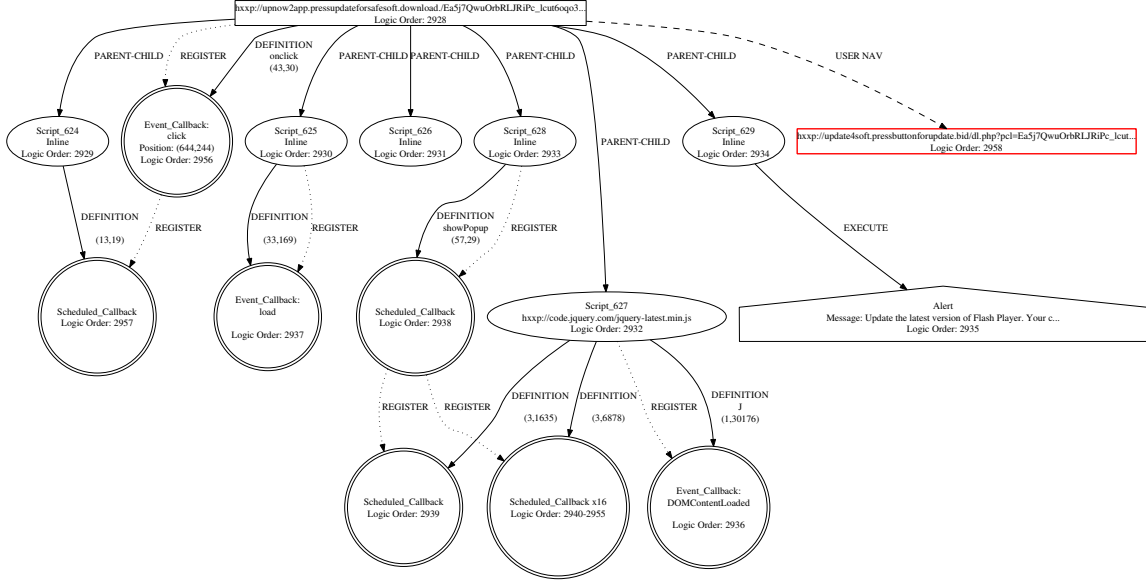 hxxp://upnow2app.pressupdateforsafesoft.download./Ea5j7QwuOrbRLJRiPc_lcut6oqo3...
Logic Order: 2928
PARENT-CHILD
REGISTER
DEFINITION
onclick
(43,30)
PARENT-CHILD
PARENT-CHILD
PARENT-CHILD
PARENT-CHILD
USER NAV
Script_624
Inline
Logic Order: 2929
Event_Callback:
click
Position: (644,244)
Logic Order: 2956
Script_625
Inline
Logic Order: 2930
Script_626
Inline
Logic Order: 2931
Script_628
Inline
Logic Order: 2933
PARENT-CHILD
Script_629
Inline
Logic Order: 2934
hxxp://update4soft.pressbuttonforupdate.bid/dl.php?pcl=Ea5j7QwuOrbRLJRiPc_lcut...
Logic Order: 2958
DEFINITION
(13,19)
REGISTER
DEFINITION
(33,169)
REGISTER
DEFINITION
showPopup
(57,29)
REGISTER
EXECUTE
Scheduled_Callback
Logic Order: 2957
Event_Callback:
load
Logic Order: 2937
Scheduled_Callback
Logic Order: 2938
Script_627
hxxp://code.jquery.com/jquery-latest.min.js
Logic Order: 2932
Alert
Message: Update the latest version of Flash Player. Your c...
Logic Order: 2935
REGISTER
REGISTER
DEFINITION
(3,1635)
DEFINITION
(3,6878)
REGISTER
DEFINITION
J
(1,30176)
Scheduled_Callback
Logic Order: 2939
Scheduled_Callback x16
Logic Order: 2940-2955
Event_Callback:
DOMContentLoaded
Logic Order: 2936